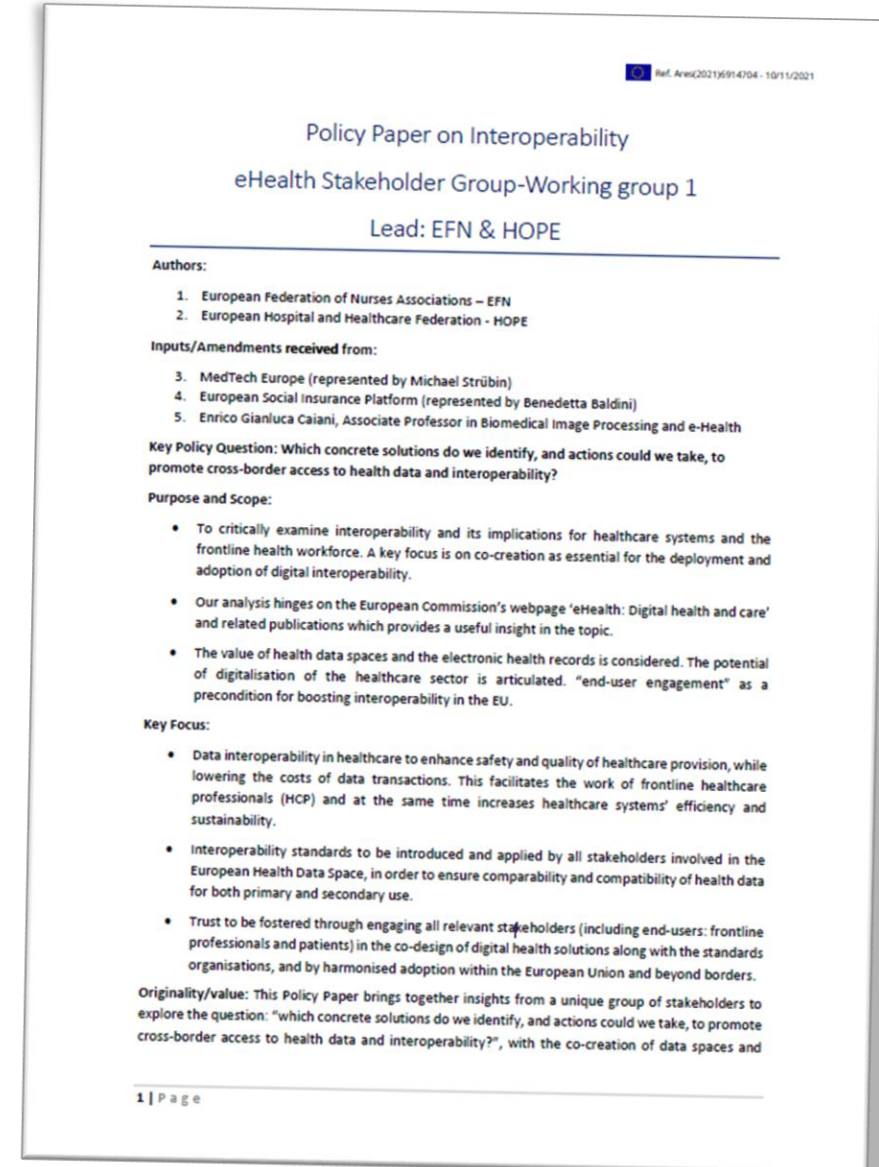 Ref. Ares(2021)6914704 - 10/11/2021
Policy Paper on Interoperability
eHealth Stakeholder Group-Working group 1
Lead: EFN & HOPE
Authors:
1. European Federation of Nurses Associations – EFN
2. European Hospital and Healthcare Federation - HOPE
Inputs/Amendments received from:
3. MedTech Europe (represented by Michael Strübin)
4. European Social Insurance Platform (represented by Benedetta Baldini)
5. Enrico Gianluca Caiani, Associate Professor in Biomedical Image Processing and e-Health
Key Policy Question: Which concrete solutions do we identify, and actions could we take, to
promote cross-border access to health data and interoperability?
Purpose and Scope:
• To critically examine interoperability and its implications for healthcare systems and the
frontline health workforce. A key focus is on co-creation as essential for the deployment and
adoption of digital interoperability.
• Our analysis hinges on the European Commission's webpage 'eHealth: Digital health and care'
and related publications which provides a useful insight in the topic.
• The value of health data spaces and the electronic health records is considered. The potential
of digitalisation of the healthcare sector is articulated. "end-user engagement" as a
precondition for boosting interoperability in the EU.
Key Focus:
• Data interoperability in healthcare to enhance safety and quality of healthcare provision, while
lowering the costs of data transactions. This facilitates the work of frontline healthcare
professionals (HCP) and at the same time increases healthcare systems' efficiency and
sustainability.
• Interoperability standards to be introduced and applied by all stakeholders involved in the
European Health Data Space, in order to ensure comparability and compatibility of health data
for both primary and secondary use.
• Trust to be fostered through engaging all relevant stakeholders (including end-users: frontline
professionals and patients) in the co-design of digital health solutions along with the standards
organisations, and by harmonised adoption within the European Union and beyond borders.
Originality/value: This Policy Paper brings together insights from a unique group of stakeholders to
explore the question: "which concrete solutions do we identify, and actions could we take, to promote
cross-border access to health data and interoperability?", with the co-creation of data spaces and
1 | Page